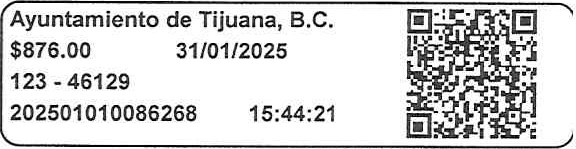 Ayuntamiento de Tijuana, B.C.
$876.00 31/01/2025
123 - 46129
202501010086268 15:44:21